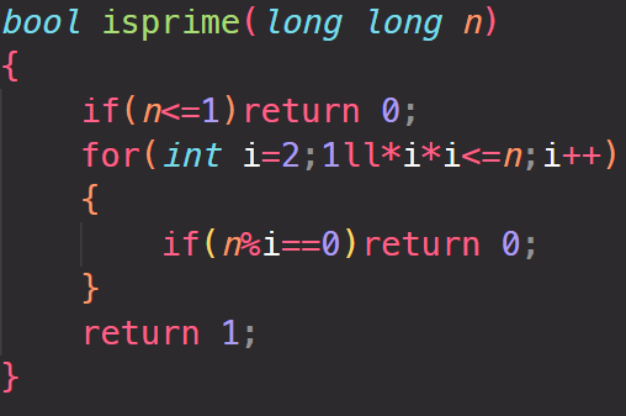 bool isprime(long long n)
{
    if(n<=1)return 0;
    for(int i=2;1ll*i*i<=n;i++)
    {
        if(n%i==0)return 0;
    }
    return 1;
}